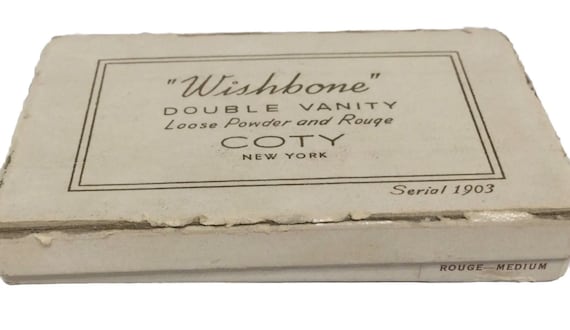 "Wishbone"
DOUBLE VANITY
Loose Powder and Rouge
COTY
NEW YORK
Serial 1903
ROUGE—MEDIUM